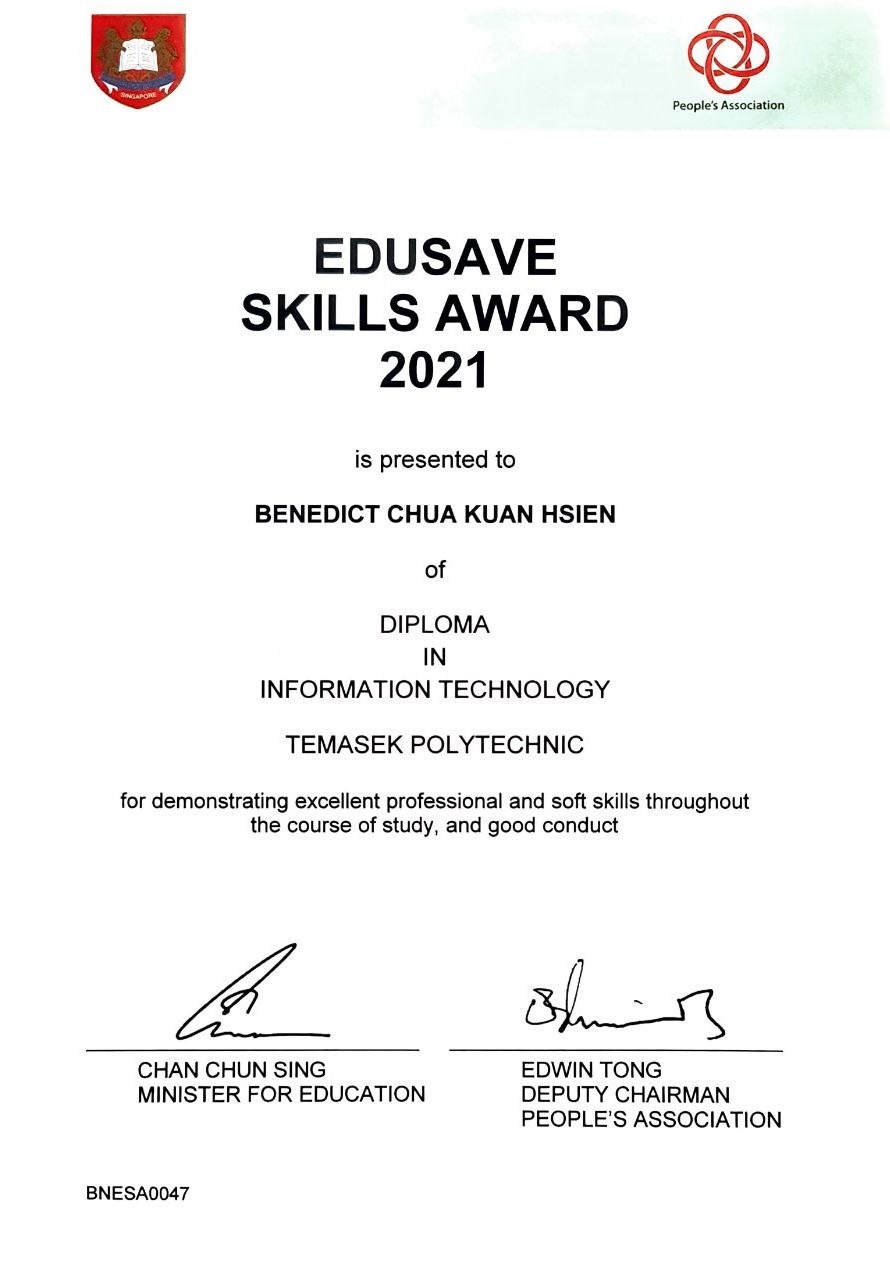 SINGAPORE
People's Association
EDUSAVE
SKILLS AWARD
2021
is presented to
BENEDICT CHUA KUAN HSIEN
of
DIPLOMA
IN
INFORMATION TECHNOLOGY
TEMASEK POLYTECHNIC
for demonstrating excellent professional and soft skills throughout
the course of study, and good conduct
CHAN CHUN SING
MINISTER FOR EDUCATION
EDWIN TONG
DEPUTY CHAIRMAN
PEOPLE'S ASSOCIATION
BNESA0047